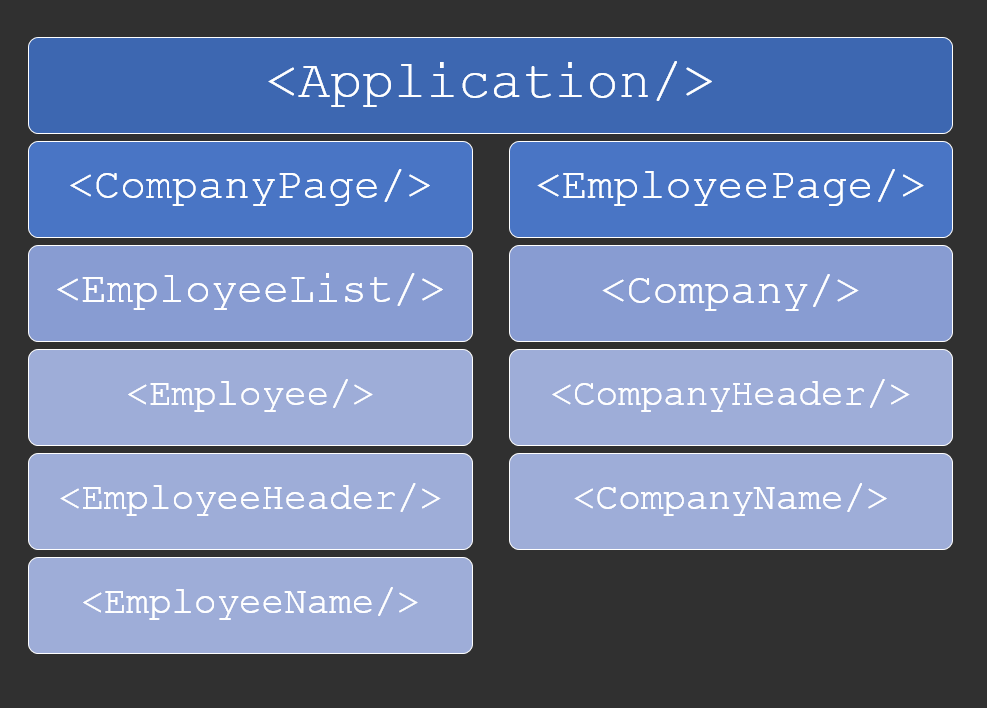 <Application/>
<CompanyPage/>
<EmployeePage/>
<EmployeeList/>
<Company/>
<Employee/>
<CompanyHeader/>
<EmployeeHeader/>
<CompanyName/>
<EmployeeName/>